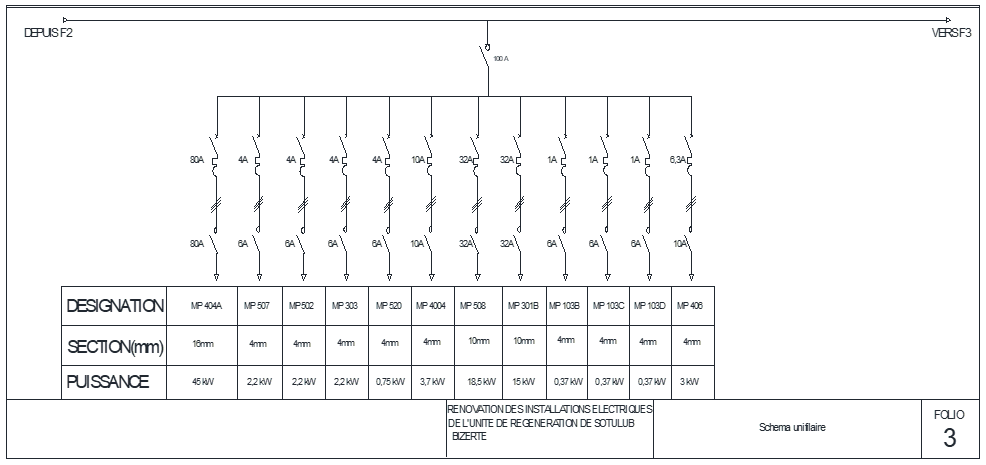 DEPUIS F2
VERS F3
100 A
80A 4A 4A 4A 4A 10A 32A 32A 1A 1A 1A 6,3A
80A 6A 6A 6A 6A 10A 32A 32A 6A 6A 6A 10A
DESIGNATION MP 404A MP 507 MP 502 MP 303 MP 520 MP 4004 MP 508 MP 301B MP 103B MP 103C MP 103D MP 406
SECTION(mm) 16mm 4mm 4mm 4mm 4mm 4mm 10mm 10mm 4mm 4mm 4mm 4mm
PUISSANCE 45 kW 2,2 kW 2,2 kW 2,2 kW 0,75 kW 3,7 kW 18,5 kW 15 kW 0,37 kW 0,37 kW 0,37 kW 3 kW
RENOVATION DES INSTALLATIONS ELECTRIQUES
DE L'UNITE DE REGENERATION DE SOTULUB
BIZERTE
Schema unifilaire
FOLIO
3